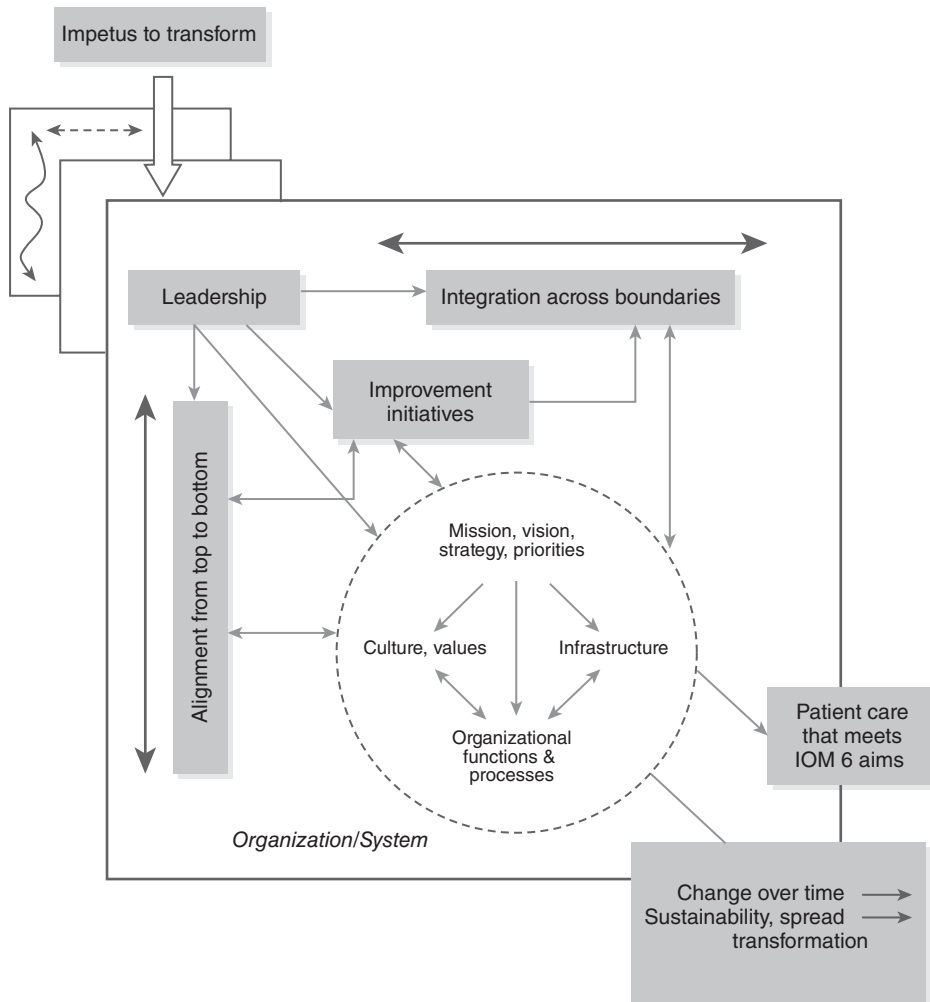 Impetus to transform
Leadership
Integration across boundaries
Improvement
initiatives
Alignment from top to bottom
Mission, vision,
strategy, priorities
Culture, values
Infrastructure
Organizational
functions &
processes
Patient care
that meets
IOM 6 aims
Organization/System
Change over time
Sustainability, spread
transformation